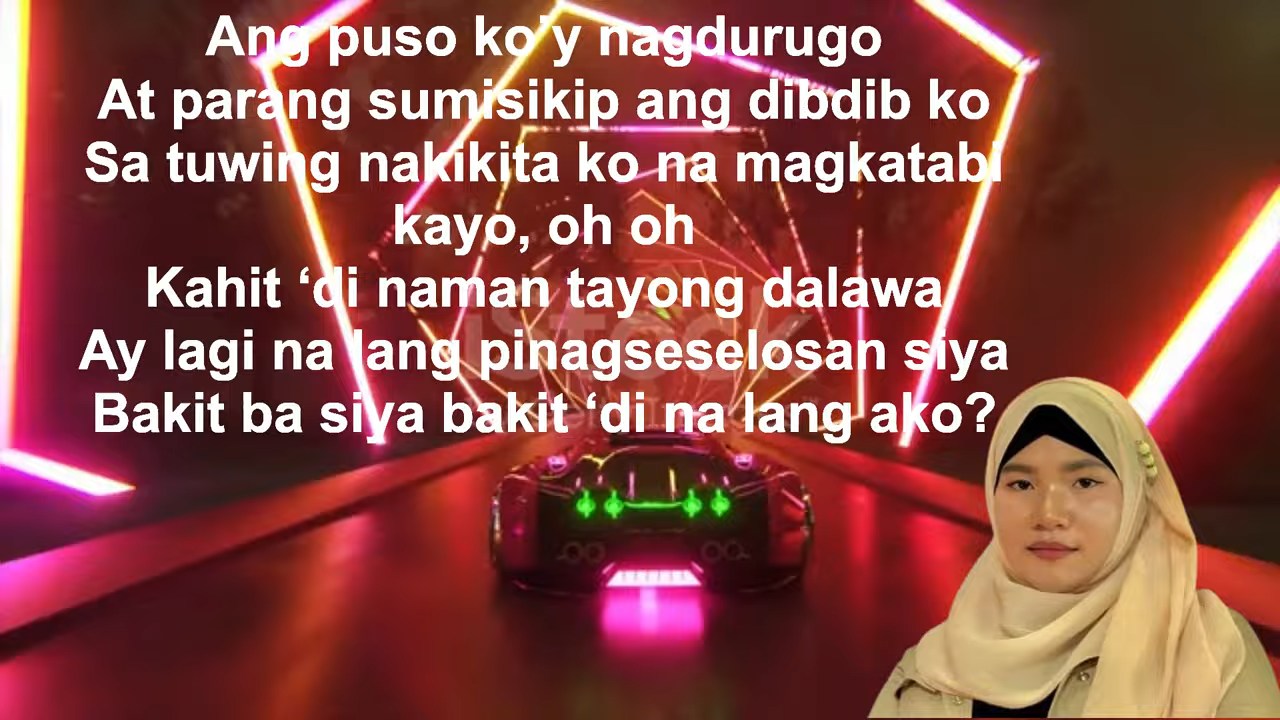 Ang puso ko'y nagdurugo
At parang sumisikip ang dibdib ko
Sa tuwing nakikita ko na magkatabi
kayo, oh oh
Kahit ‘di naman tayong dalawa
Ay lagi na lang pinagseselosan siya
Bakit ba siya bakit ‘di na lang ako?
iStock